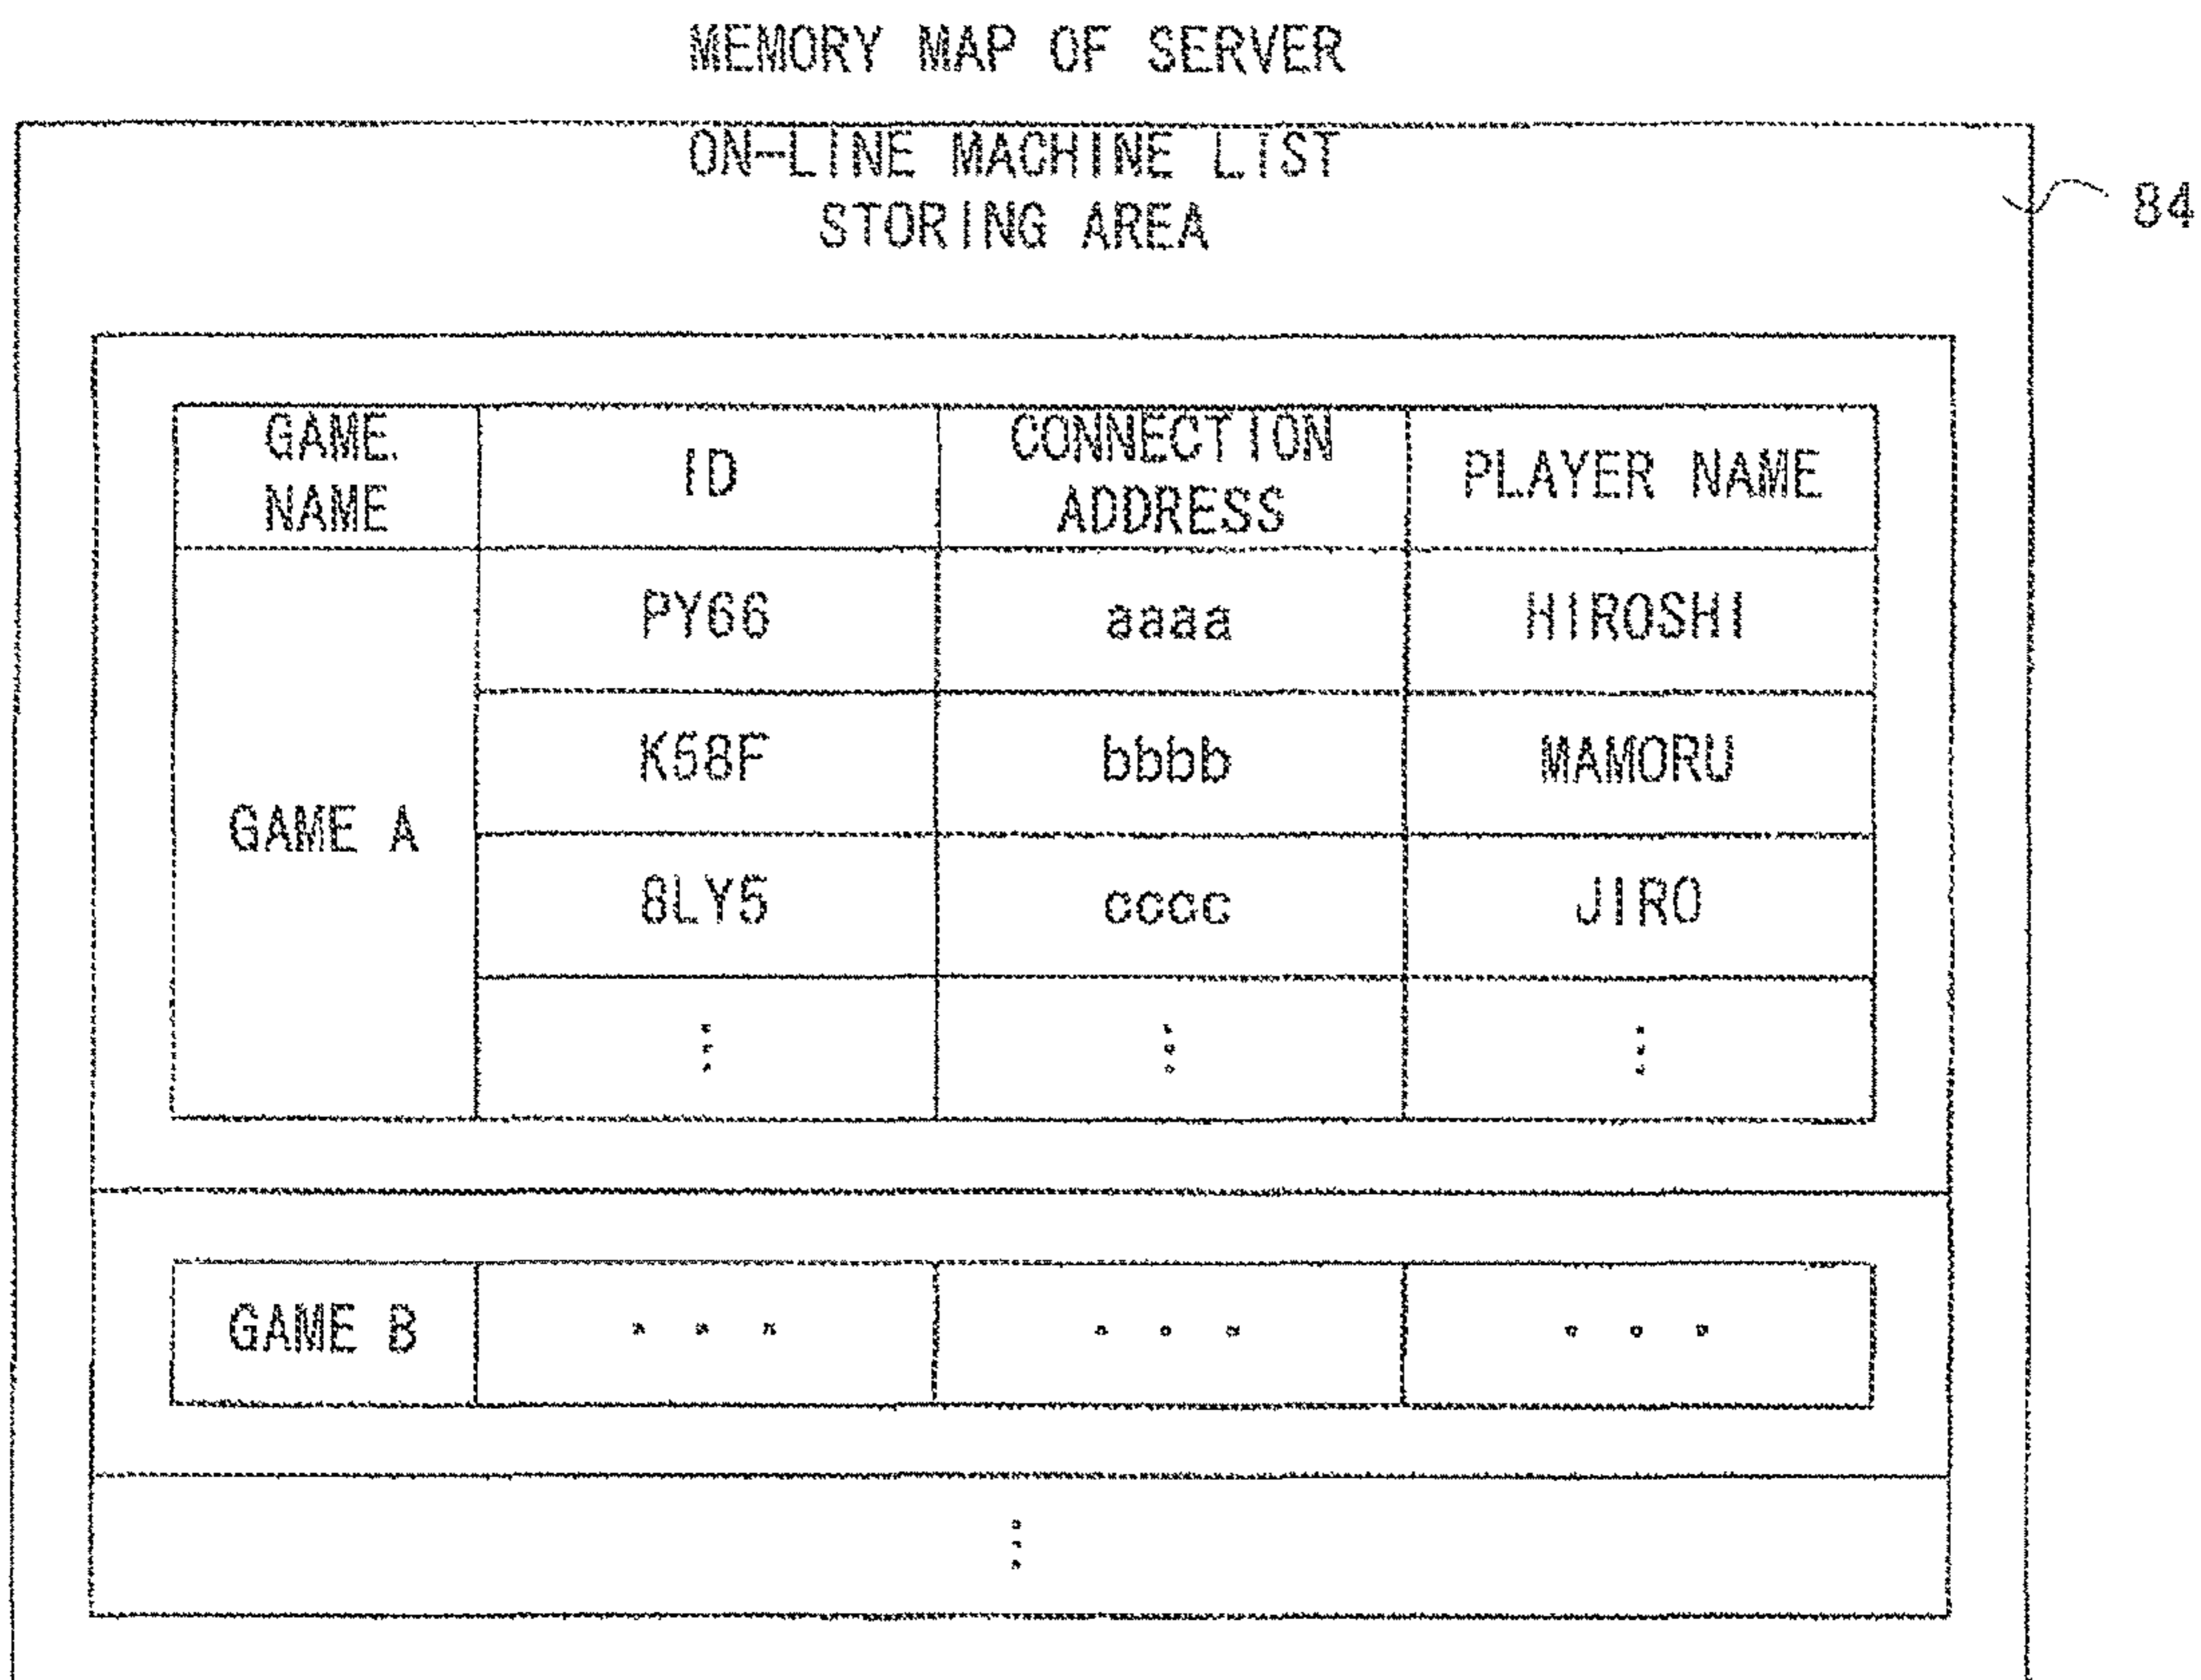 MEMORY MAP OF SERVER
ON-LINE MACHINE LIST
STORING AREA
84
GAME NAME ID CONNECTION ADDRESS PLAYER NAME
PY66 aaaa HIROSHI
K58F bbbb MAMORU
GAME A
8LY5 cccc JIRO
GAME B